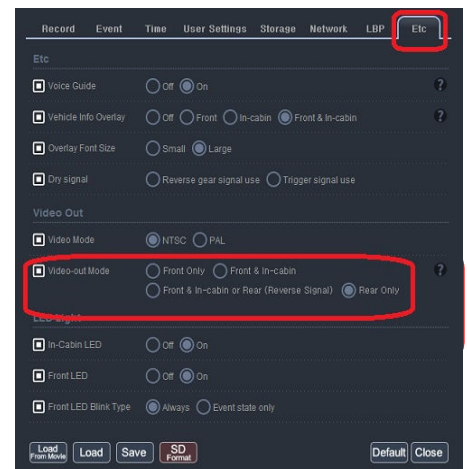 Record Event Time User Settings Storage Network LBP Etc
Etc
Voice Guide Off On ?
Vehicle Info Overlay Off Front In-cabin Front & In-cabin ?
Overlay Font Size Small Large
Dry signal Reverse gear signal use Trigger signal use
Video Out
Video Mode NTSC PAL
Video-out Mode Front Only Front & In-cabin ?
Front & In-cabin or Rear (Reverse Signal) Rear Only
LED Light
In-Cabin LED Off On
Front LED Off On
Front LED Blink Type Always Event state only
Load From Movie Load Save SD Format Default Close